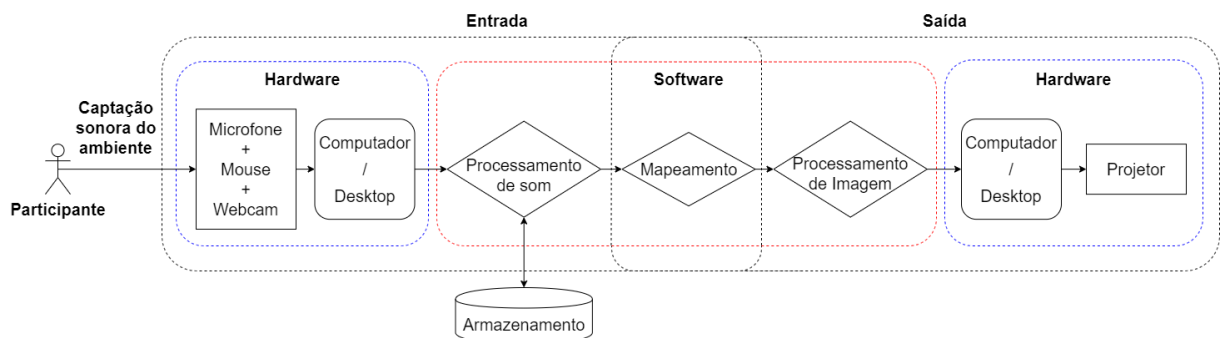 Entrada
Saída
Hardware
Software
Hardware
Captação
sonora do
ambiente
Participante
Microfone
+
Mouse
+
Webcam
Computador
/
Desktop
Processamento
de som
Mapeamento
Processamento
de Imagem
Computador
/
Desktop
Projetor
Armazenamento